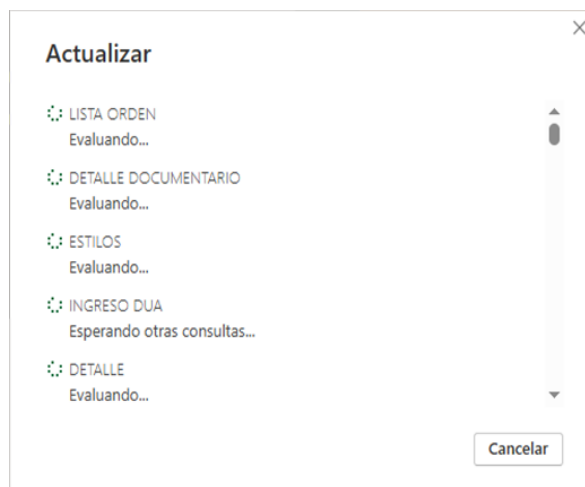 Actualizar
LISTA ORDEN
Evaluando...
DETALLE DOCUMENTARIO
Evaluando...
ESTILOS
Evaluando...
INGRESO DUA
Esperando otras consultas...
DETALLE
Evaluando...
Cancelar